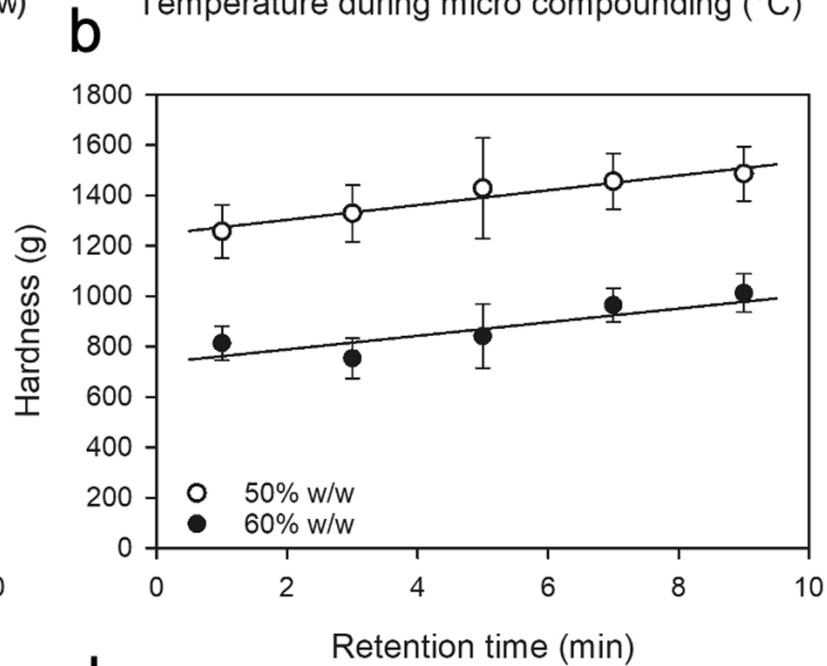 w)
Temperature during micro compounding (°C)
b
1800
1600
1400
1200
1000
800
600
400
200
0
Hardness (g)
50% w/w
60% w/w
0 2 4 6 8 10
Retention time (min)